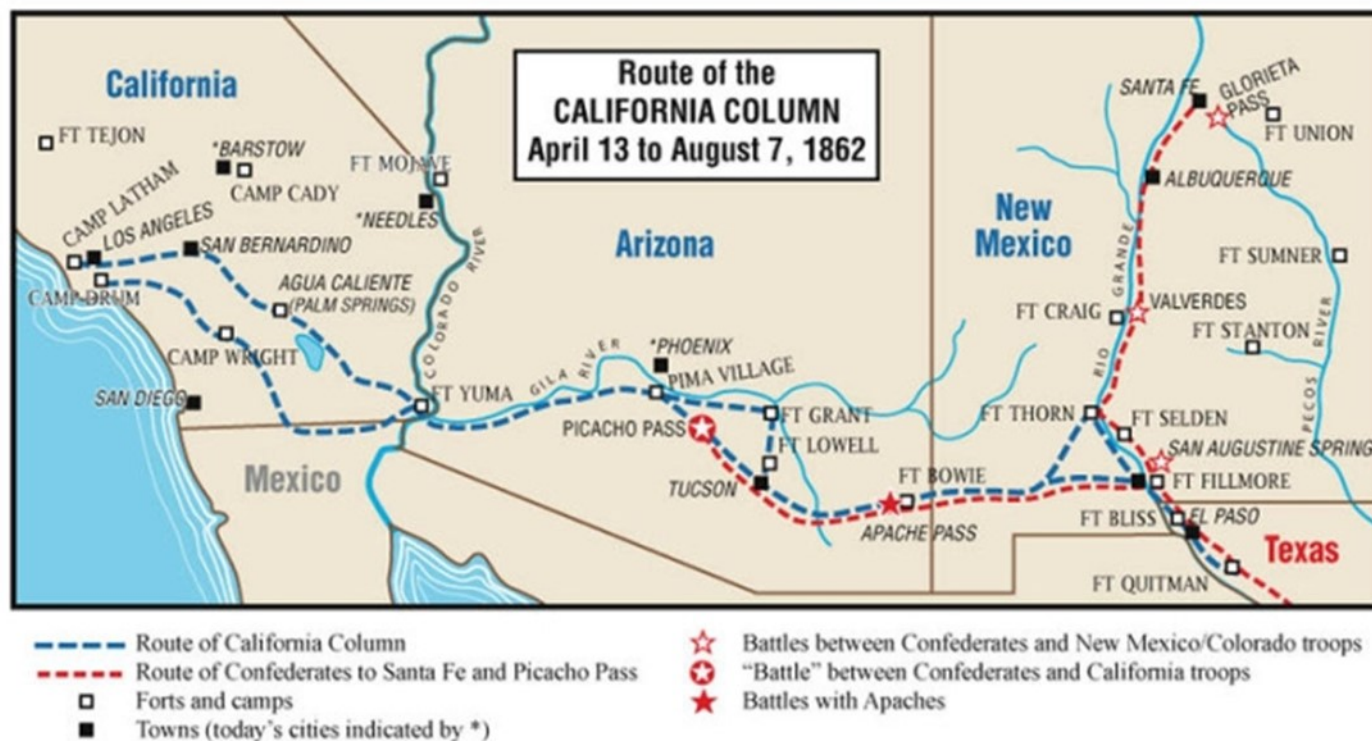 Route of the
CALIFORNIA COLUMN
April 13 to August 7, 1862
California
FT TEJON
*BARSTOW
CAMP CADY
FT MOJAVE
*NEEDLES
CAMP LATHAM
LOS ANGELES
SAN BERNARDINO
CAMP DRUM
AGUA CALIENTE
(PALM SPRINGS)
CAMP WRIGHT
SAN DIEGO
COLORADO RIVER
FT YUMA
Mexico
Arizona
GILA RIVER
*PHOENIX
PIMA VILLAGE
PICACHO PASS
FT GRANT
FT LOWELL
TUCSON
FT BOWIE
APACHE PASS
New
Mexico
SANTA FE
GLORIETA
PASS
FT UNION
ALBUQUERQUE
RIO GRANDE
FT SUMNER
FT CRAIG
VALVERDES
FT STANTON
PECOS RIVER
FT THORN
FT SELDEN
SAN AUGUSTINE SPRING
FT FILLMORE
FT BLISS
EL PASO
Texas
FT QUITMAN
Route of California Column
Route of Confederates to Santa Fe and Picacho Pass
Forts and camps
Towns (today's cities indicated by *)
Battles between Confederates and New Mexico/Colorado troops
"Battle" between Confederates and California troops
Battles with Apaches